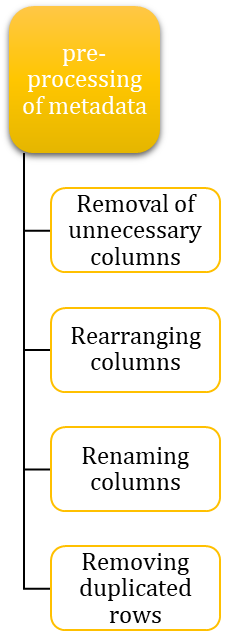 pre-
processing
of metadata
Removal of
unnecessary
columns
Rearranging
columns
Renaming
columns
Removing
duplicated
rows